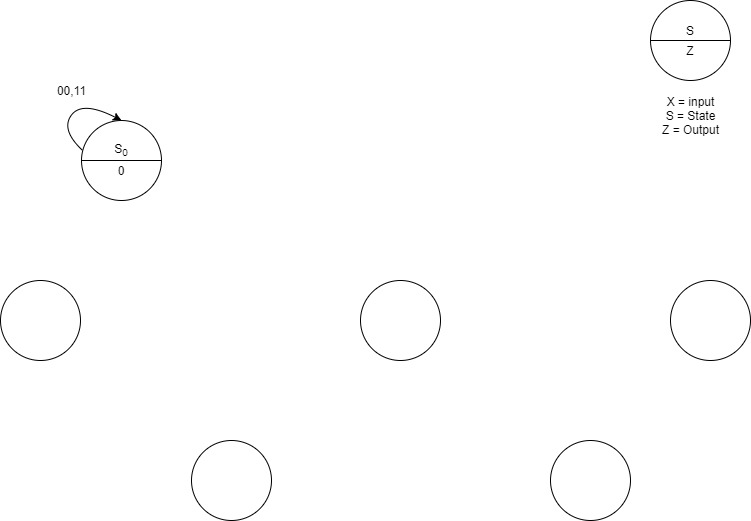 S
Z
00,11
X = input
S = State
Z = Output
S0
0